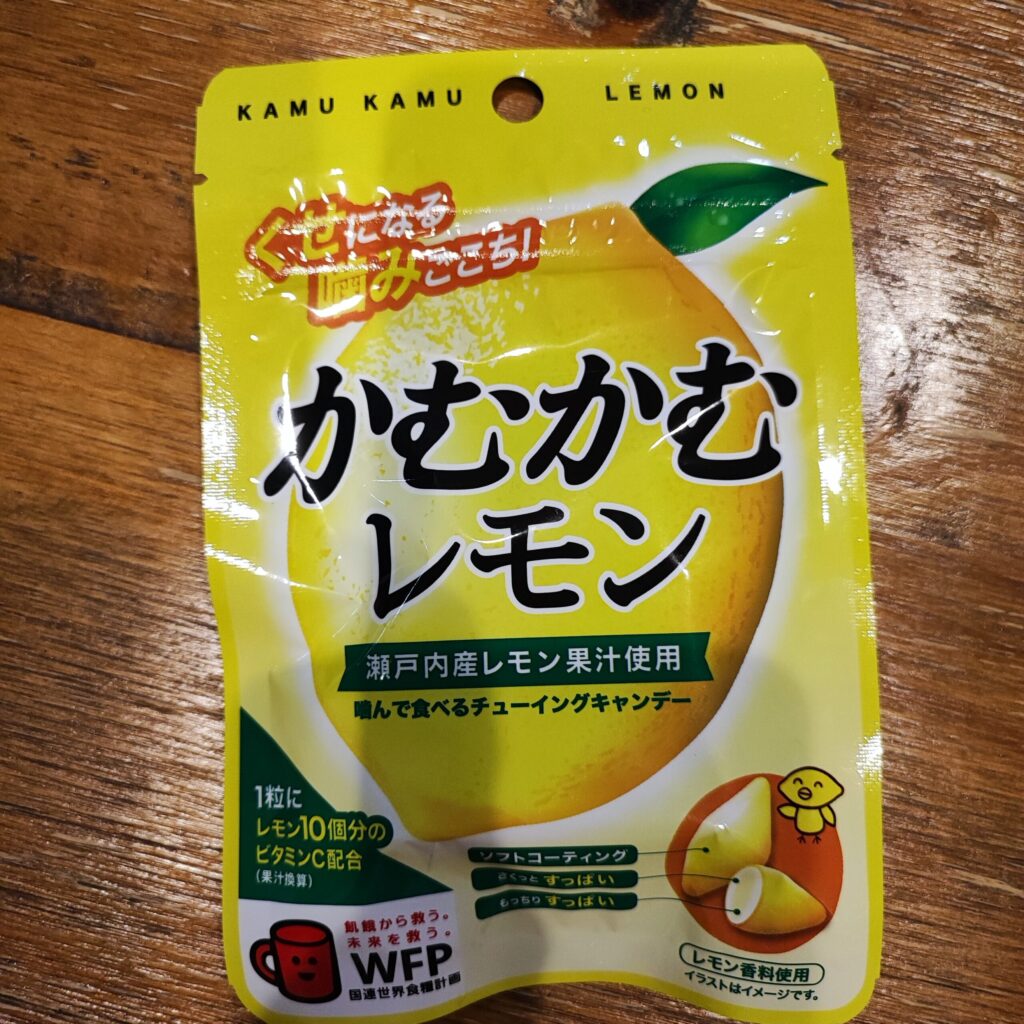 KAMU KAMU LEMON
くせになる
噛みごこち!
かむかむ
レモン
瀬戸内産レモン果汁使用
噛んで食べるチューイングキャンデー
1粒に
レモン10個分の
ビタミンC配合
(果汁換算)
ソフトコーティング
さくっとすっぱい
もっちりすっぱい
飢餓から救う。
未来を救う。
WFP
国連世界食糧計画
レモン香料使用
イラストはイメージです。